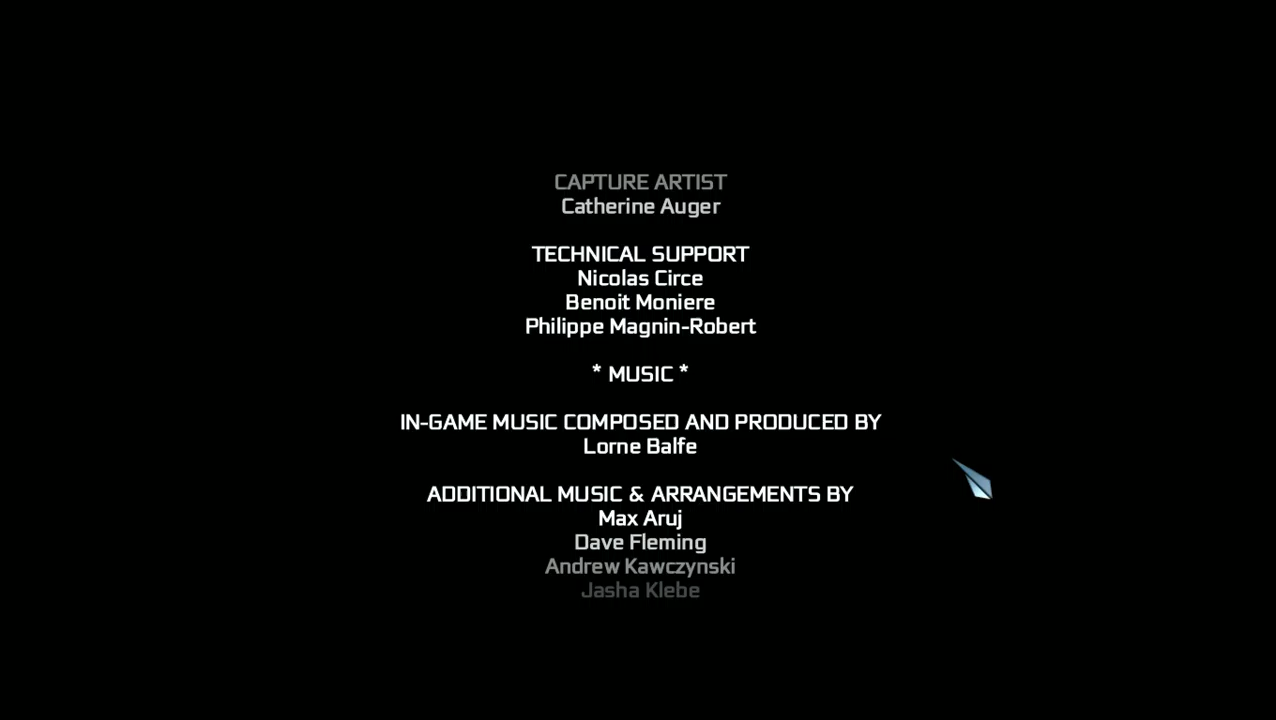 CAPTURE ARTIST
Catherine Auger
TECHNICAL SUPPORT
Nicolas Circe
Benoit Moniere
Philippe Magnin-Robert
* MUSIC *
IN-GAME MUSIC COMPOSED AND PRODUCED BY
Lorne Balfe
ADDITIONAL MUSIC & ARRANGEMENTS BY
Max Aruj
Dave Fleming
Andrew Kawczynski
Jasha Klebe